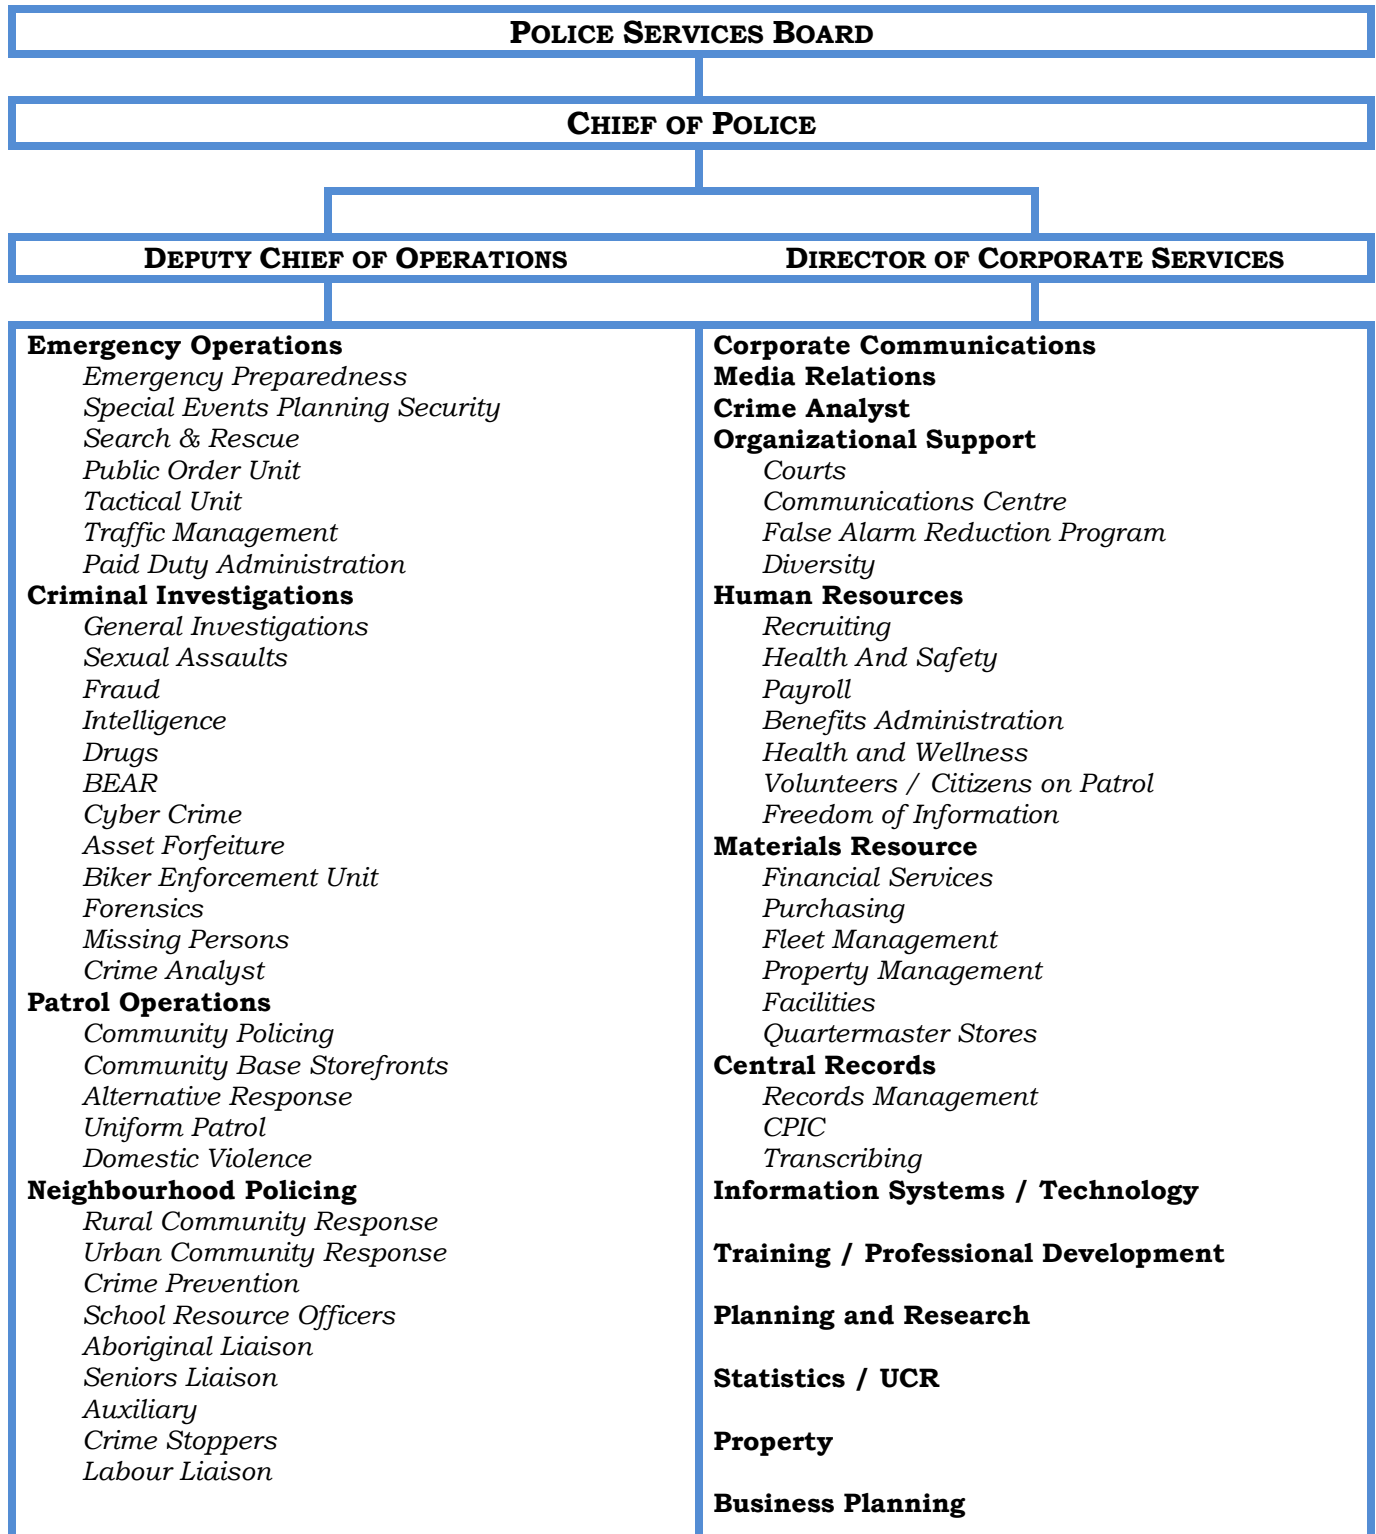 POLICE SERVICES BOARD
CHIEF OF POLICE
DEPUTY CHIEF OF OPERATIONS
DIRECTOR OF CORPORATE SERVICES
Emergency Operations
Emergency Preparedness
Special Events Planning Security
Search & Rescue
Public Order Unit
Tactical Unit
Traffic Management
Paid Duty Administration
Criminal Investigations
General Investigations
Sexual Assaults
Fraud
Intelligence
Drugs
BEAR
Cyber Crime
Asset Forfeiture
Biker Enforcement Unit
Forensics
Missing Persons
Crime Analyst
Patrol Operations
Community Policing
Community Base Storefronts
Alternative Response
Uniform Patrol
Domestic Violence
Neighbourhood Policing
Rural Community Response
Urban Community Response
Crime Prevention
School Resource Officers
Aboriginal Liaison
Seniors Liaison
Auxiliary
Crime Stoppers
Labour Liaison
Corporate Communications
Media Relations
Crime Analyst
Organizational Support
Courts
Communications Centre
False Alarm Reduction Program
Diversity
Human Resources
Recruiting
Health And Safety
Payroll
Benefits Administration
Health and Wellness
Volunteers / Citizens on Patrol
Freedom of Information
Materials Resource
Financial Services
Purchasing
Fleet Management
Property Management
Facilities
Quartermaster Stores
Central Records
Records Management
CPIC
Transcribing
Information Systems / Technology
Training / Professional Development
Planning and Research
Statistics / UCR
Property
Business Planning